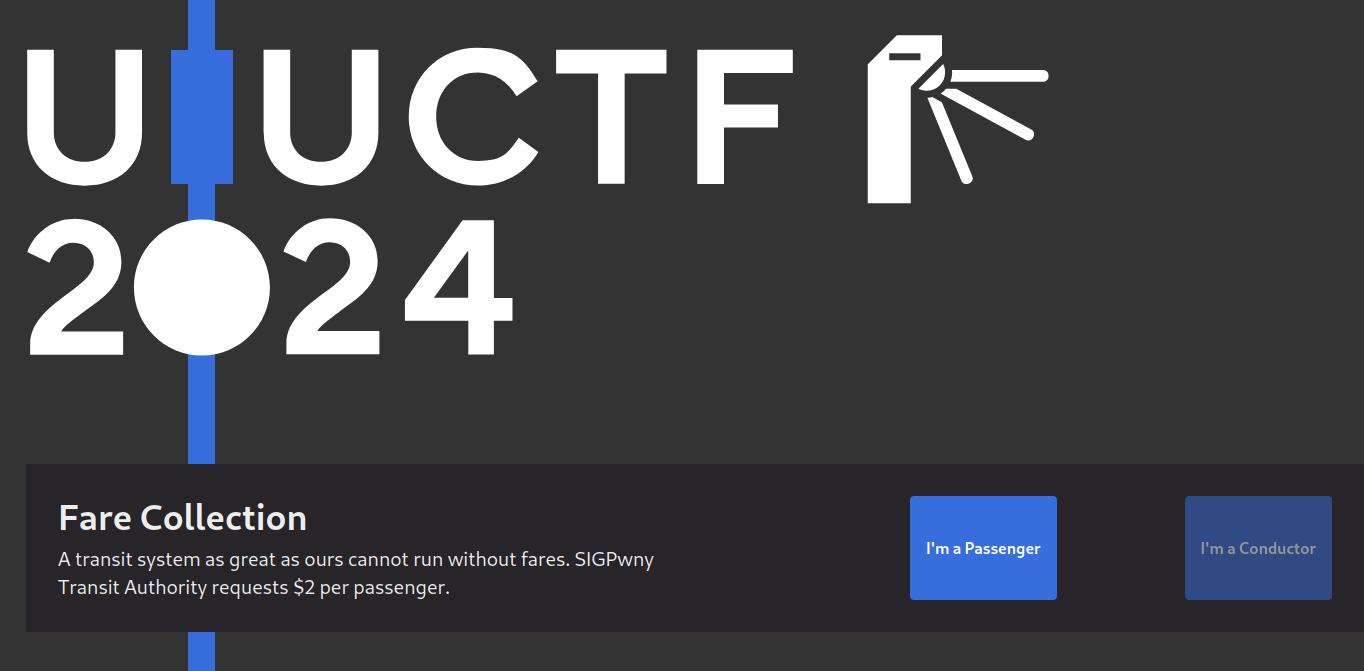 UIUCTF
2024
Fare Collection
A transit system as great as ours cannot run without fares. SIGPwny
Transit Authority requests $2 per passenger.
I'm a Passenger
I'm a Conductor